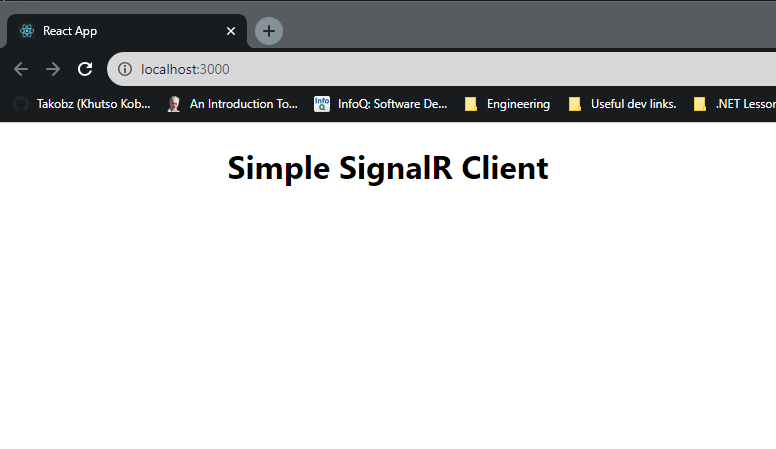 React App
localhost:3000
Takobz (Khutso Kob... An Introduction To... Info Q InfoQ: Software De... Engineering Useful dev links. .NET Lesson
Simple SignalR Client